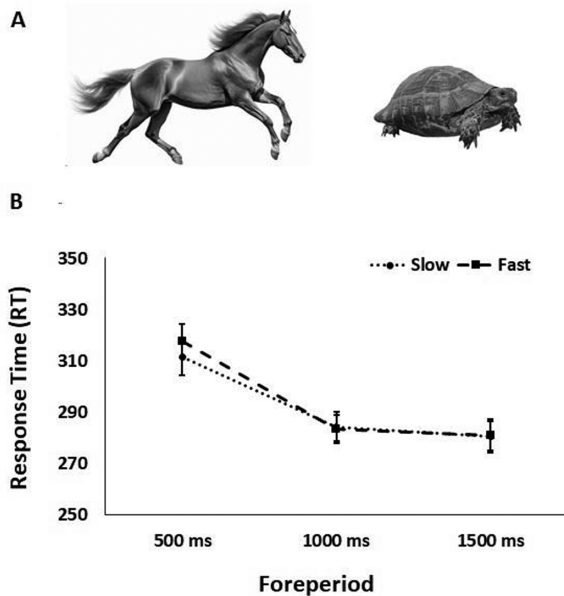 A
B
350
330
310
290
270
250
Response Time (RT)
Slow Fast
500 ms 1000 ms 1500 ms
Foreperiod